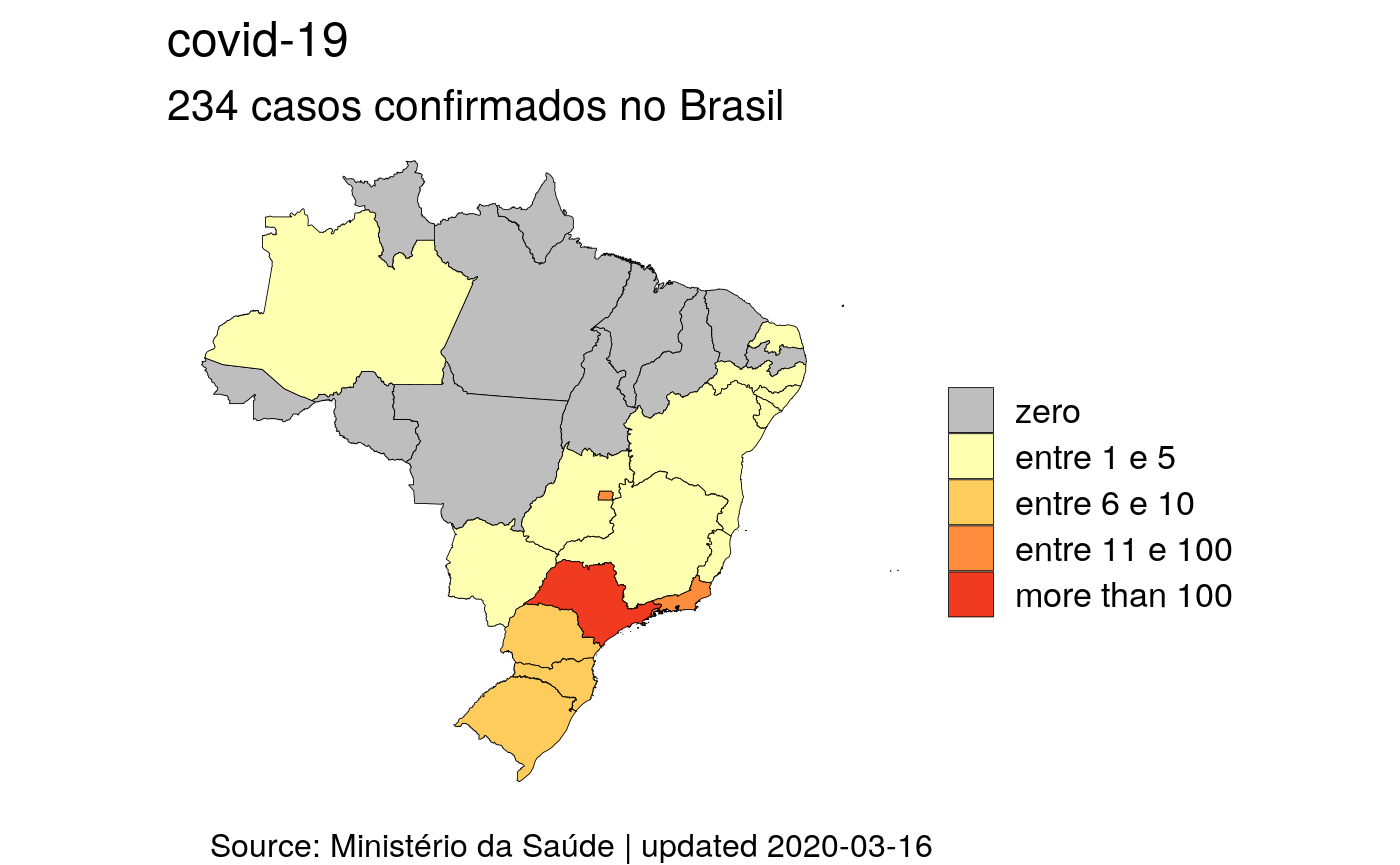 covid-19
234 casos confirmados no Brasil
zero
entre 1 e 5
entre 6 e 10
entre 11 e 100
more than 100
Source: Ministério da Saúde | updated 2020-03-16